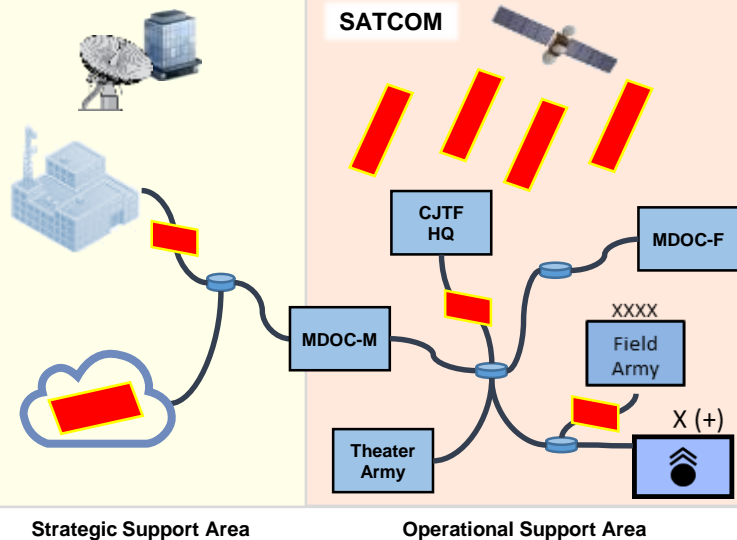 SATCOM
CJTF
HQ
MDOC-F
XXXX
Field
Army
MDOC-M
X (+)
Theater
Army
Strategic Support Area
Operational Support Area